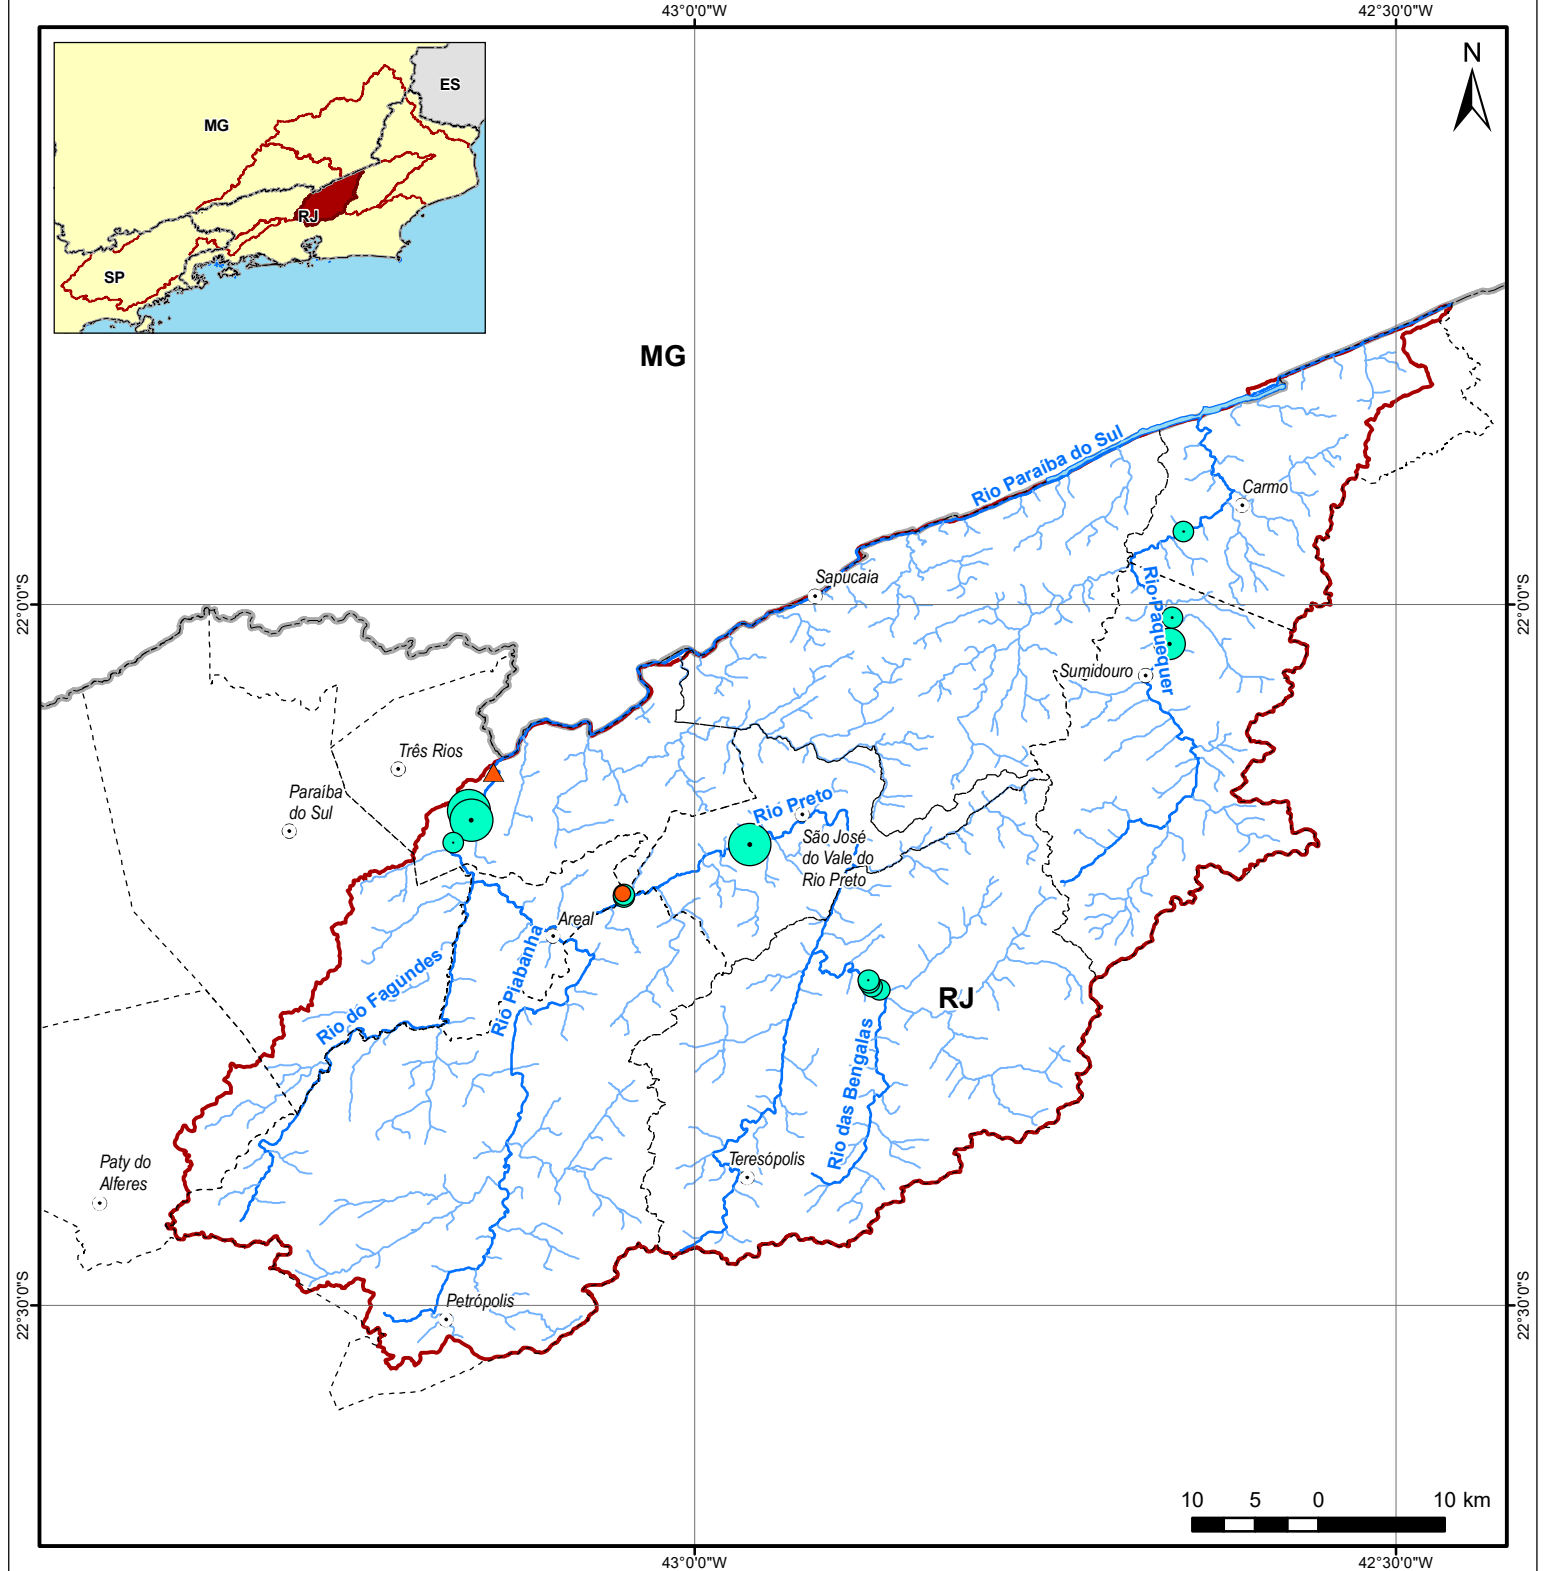 43°0'0"W
42°30'0"W
N
ES
MG
RJ
SP
MG
Rio Paraíba do Sul
Carmo
22°0'0"S
22°0'0"S
Sapucaia
Rio Paquequer
Sumidouro
Três Rios
Paraíba
do Sul
Rio Preto
São José
do Vale do
Rio Preto
Areal
Rio do Fagundes
Rio Piabanha
RJ
Rio das Bengalas
Teresópolis
Paty do
Alferes
22°30'0"S
22°30'0"S
Petrópolis
10 5 0 10 km
43°0'0"W
42°30'0"W